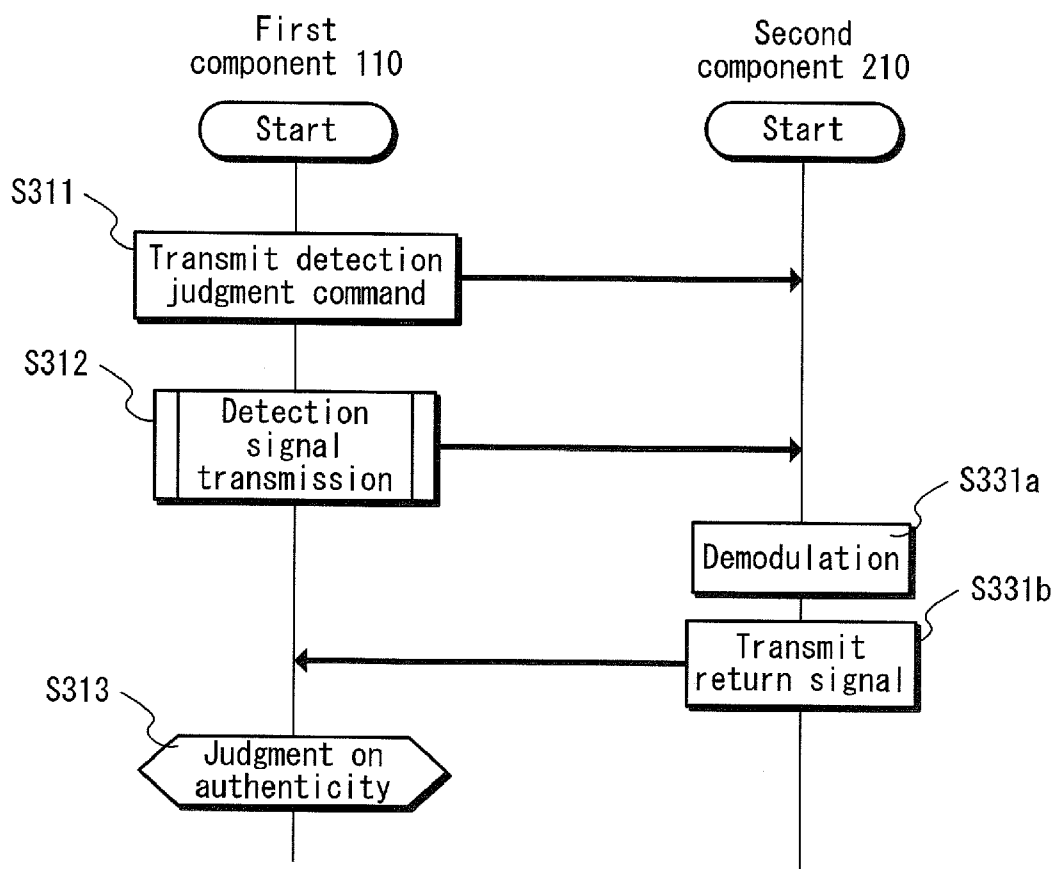 First
component 110
Second
component 210
Start
Start
S311
Transmit detection
judgment command
S312
Detection
signal
transmission
S331a
Demodulation
S331b
Transmit
return signal
S313
Judgment on
authenticity